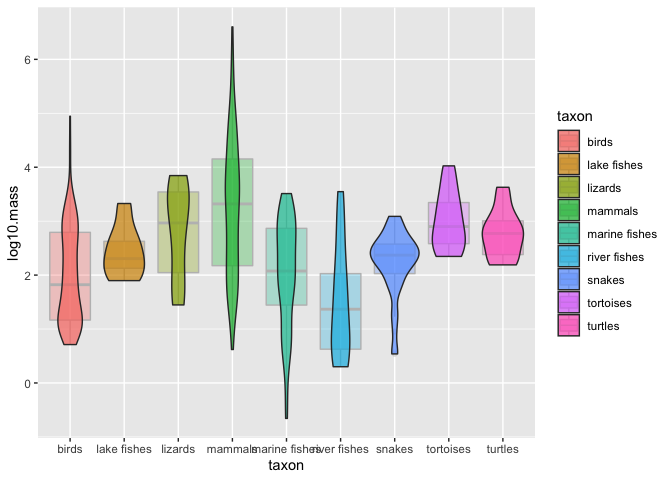 6
4
2
0
log10.mass
birds lake fishes lizards mammals marine fishes river fishes snakes tortoises turtles
taxon
taxon
birds
lake fishes
lizards
mammals
marine fishes
river fishes
snakes
tortoises
turtles